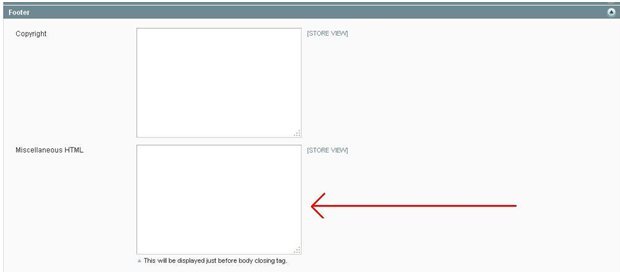 Footer
Copyright
[STORE VIEW]
Miscellaneous HTML
[STORE VIEW]
This will be displayed just before body closing tag.